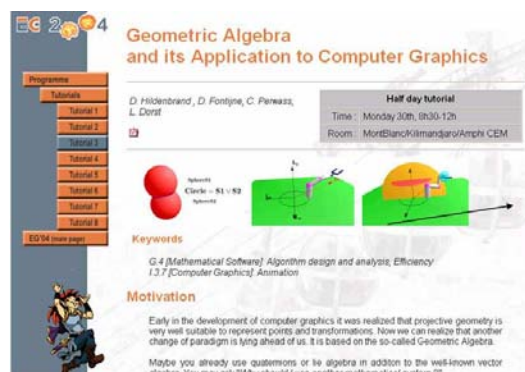 EG 2004
Geometric Algebra
and its Application to Computer Graphics
Programme
Tutorials
Tutorial 1
Tutorial 2
Tutorial 3
Tutorial 4
Tutorial 5
Tutorial 6
Tutorial 7
Tutorial 8
EG'04 (main page)
D. Hildenbrand , D. Fontijne, C. Perwass,
L. Dorst
Half day tutorial
Time : Monday 30th, 8h30-12h
Room : MontBlanc/Kilimandjaro/Amphi CEM
Sphere S1
Circle = S1 ∨ S2
Sphere S2
Keywords
G.4 [Mathematical Software]: Algorithm design and analysis; Efficiency
I.3.7 [Computer Graphics]: Animation
Motivation
Early in the development of computer graphics it was realized that projective geometry is
very well suitable to represent points and transformations. Now we can realize that another
change of paradigm is lying ahead of us. It is based on the so-called Geometric Algebra.
Maybe you already use quaternions or lie algebra in additon to the well-known vector